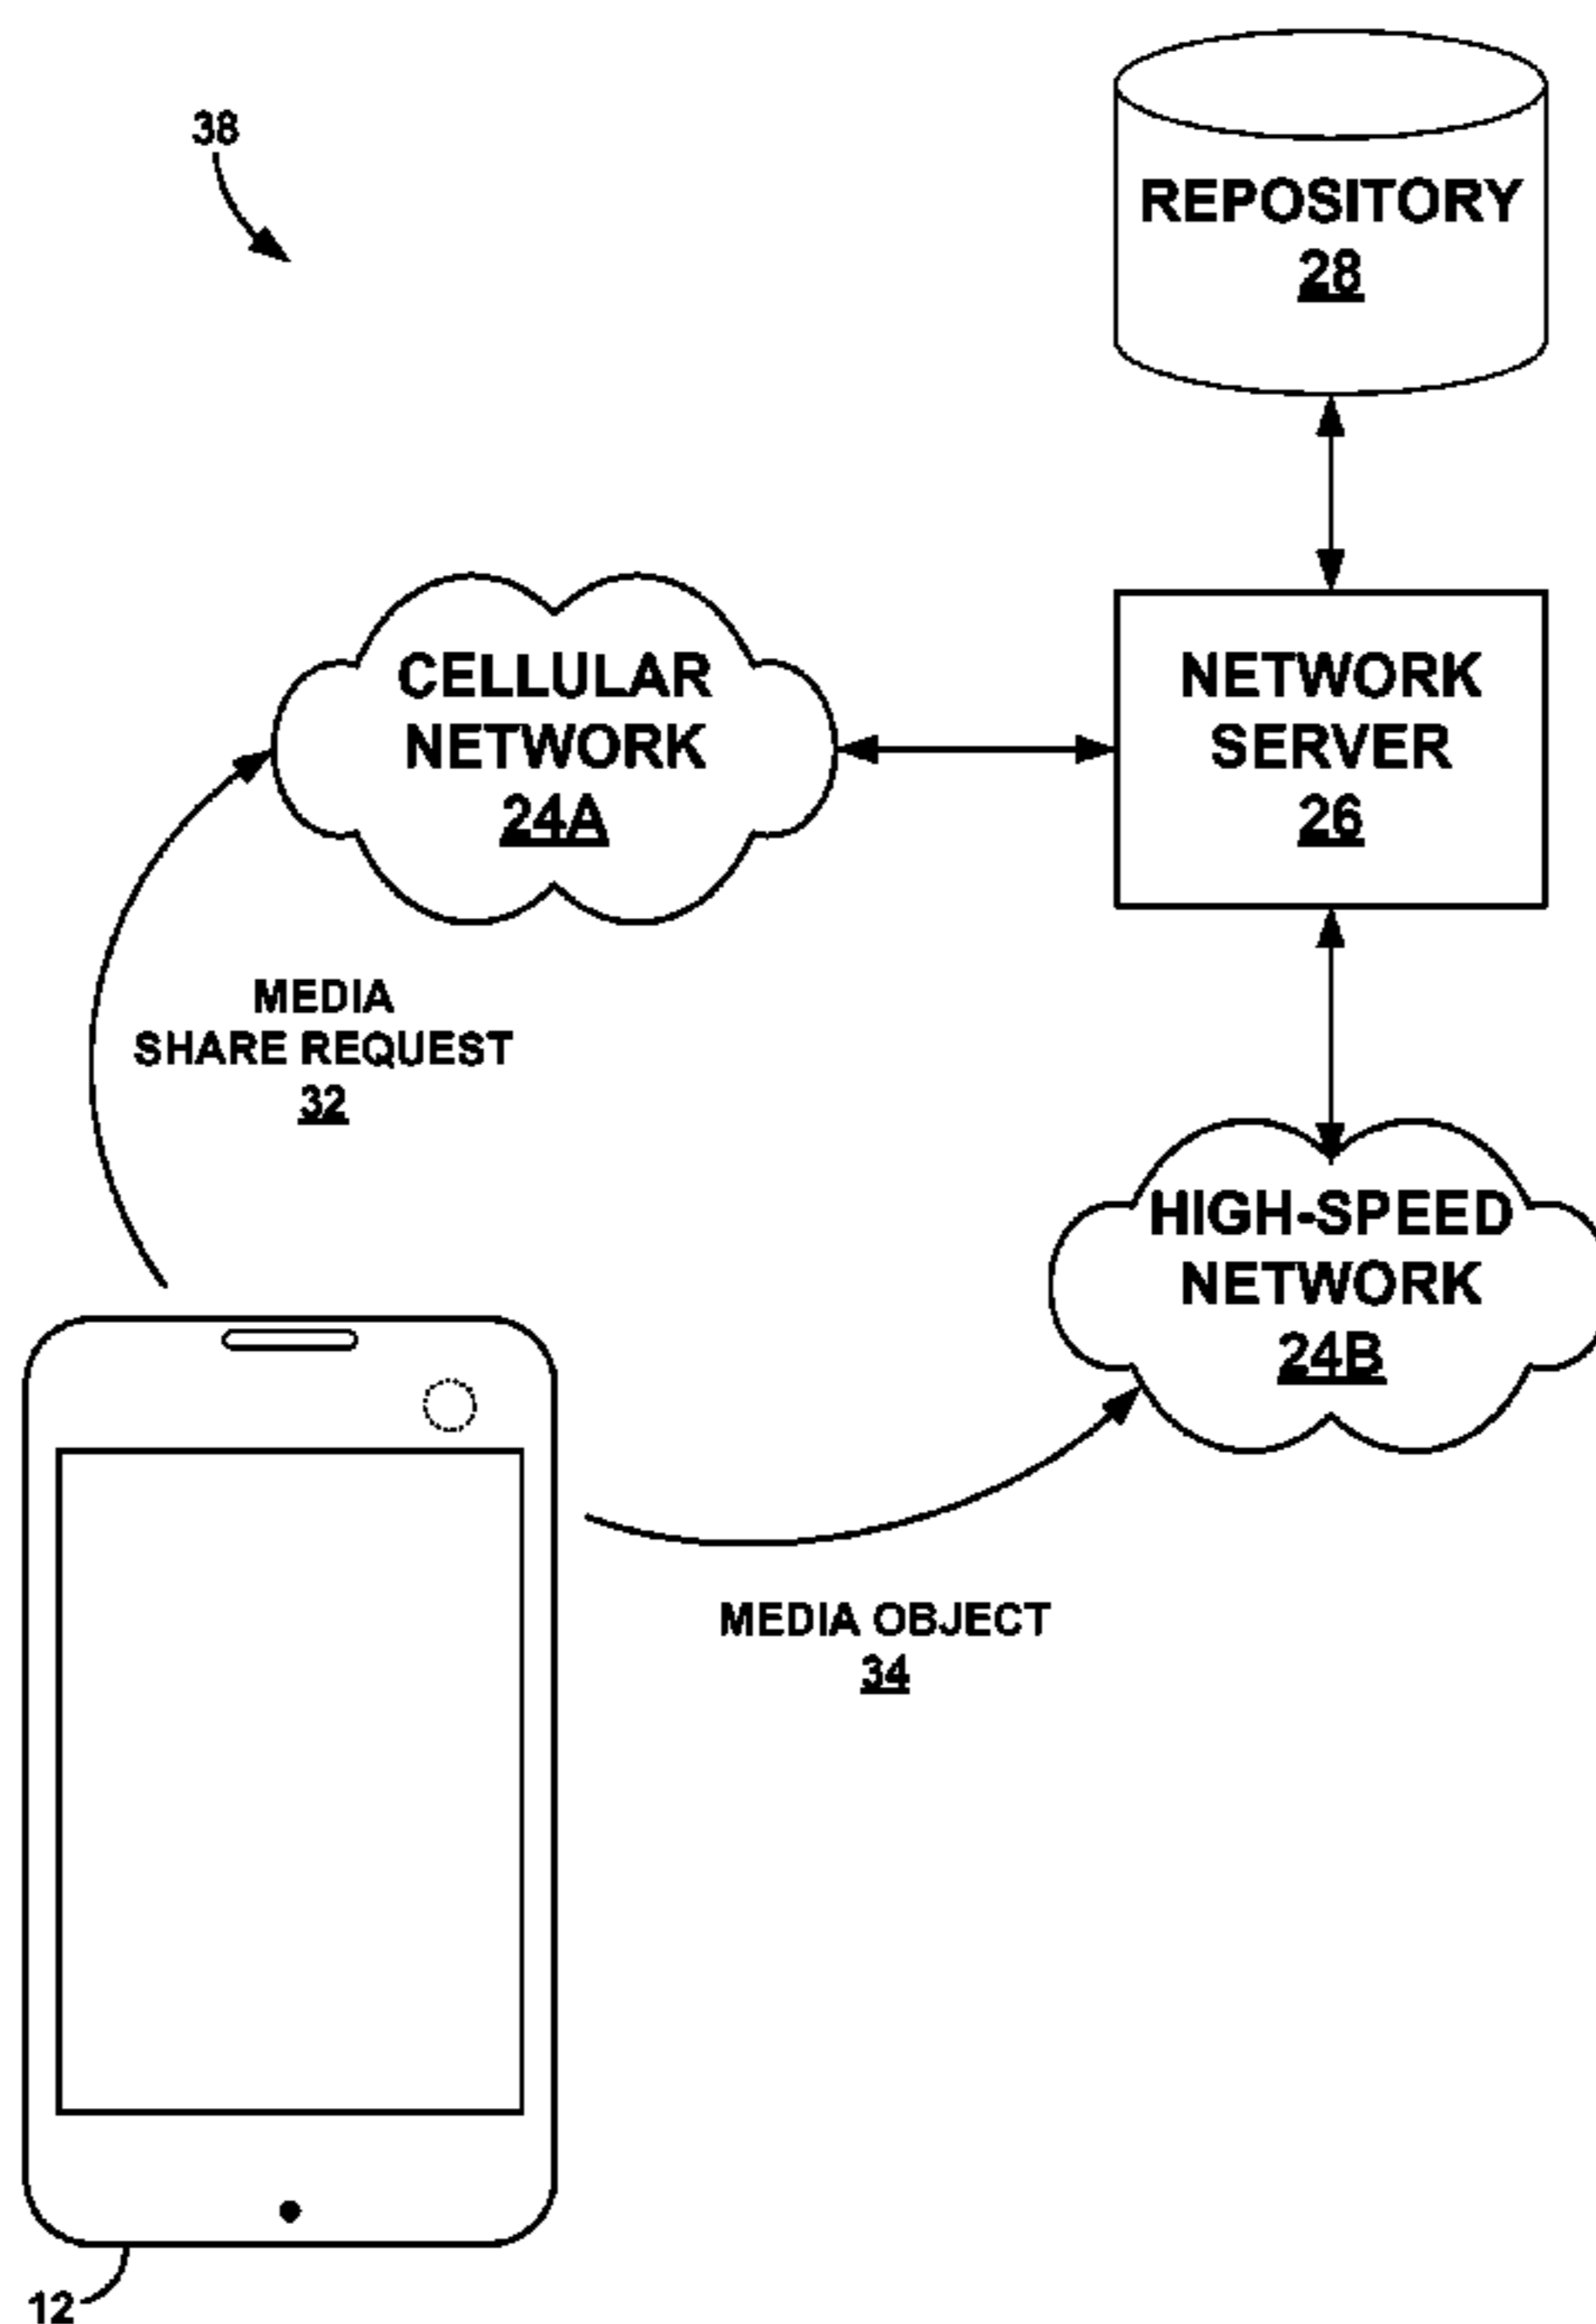 38
REPOSITORY
28
CELLULAR
NETWORK
24A
NETWORK
SERVER
26
MEDIA
SHARE REQUEST
32
HIGH-SPEED
NETWORK
24B
MEDIA OBJECT
34
12